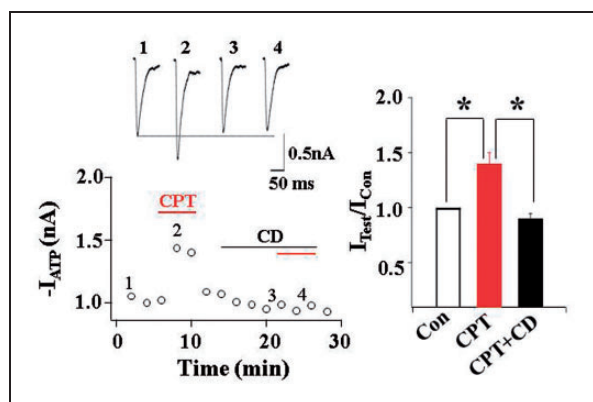 1 2 3 4
0.5nA
50 ms
2.0
1.5
1.0
-I_ATP (nA)
CPT
CD
1
2
3
4
0 10 20 30
Time (min)
2.0
1.5
1.0
0.5
I_Test/I_Con
* *
Con
CPT
CPT+CD